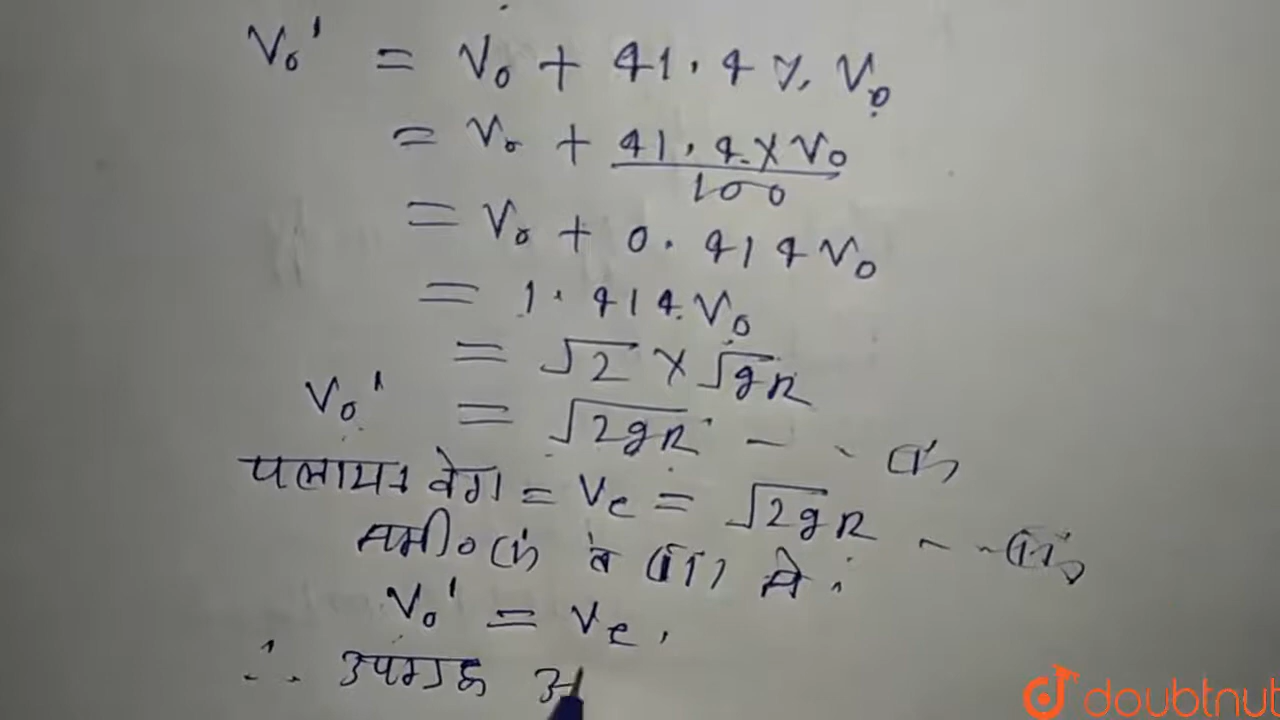 V₀' = V₀ + 41.4 % V₀
= V₀ + 41.4 × V₀ / 100
= V₀ + 0.414 V₀
= 1.414 V₀
= √2 × √gR
V₀' = √2gR - - (i)
पलायन वेग = Ve = √2gR - - (ii)
समी० (i) व (ii) से :
V₀' = Ve,
∴ उपग्रह अ
doubtnut